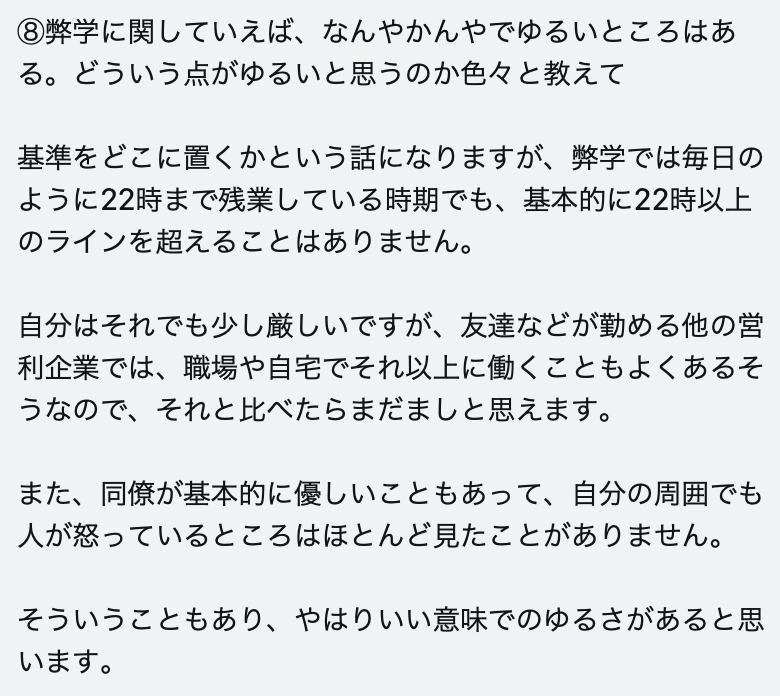 ⑧弊学に関していえば、なんやかんやでゆるいところはあ
る。どういう点がゆるいと思うのか色々と教えて
基準をどこに置くかという話になりますが、弊学では毎日の
ように22時まで残業している時期でも、基本的に22時以上
のラインを超えることはありません。
自分はそれでも少し厳しいですが、友達などが勤める他の営
利企業では、職場や自宅でそれ以上に働くこともよくあるそ
うなので、それと比べたらまだましと思えます。
また、同僚が基本的に優しいこともあって、自分の周囲でも
人が怒っているところはほとんど見たことがありません。
そういうこともあり、やはりいい意味でのゆるさがあると思
います。